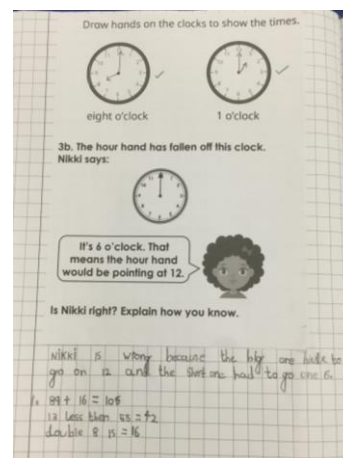 Draw hands on the clocks to show the times.
eight o'clock
1 o'clock
3b. The hour hand has fallen off this clock.
Nikki says:
It's 6 o'clock. That
means the hour hand
would be pointing at 12.
Is Nikki right? Explain how you know.
Nikki is wrong because the big one have to
go on 12 and the short one had to go one 6.
89 + 16 = 105
13 less then 55 = 42
double 8 is = 16